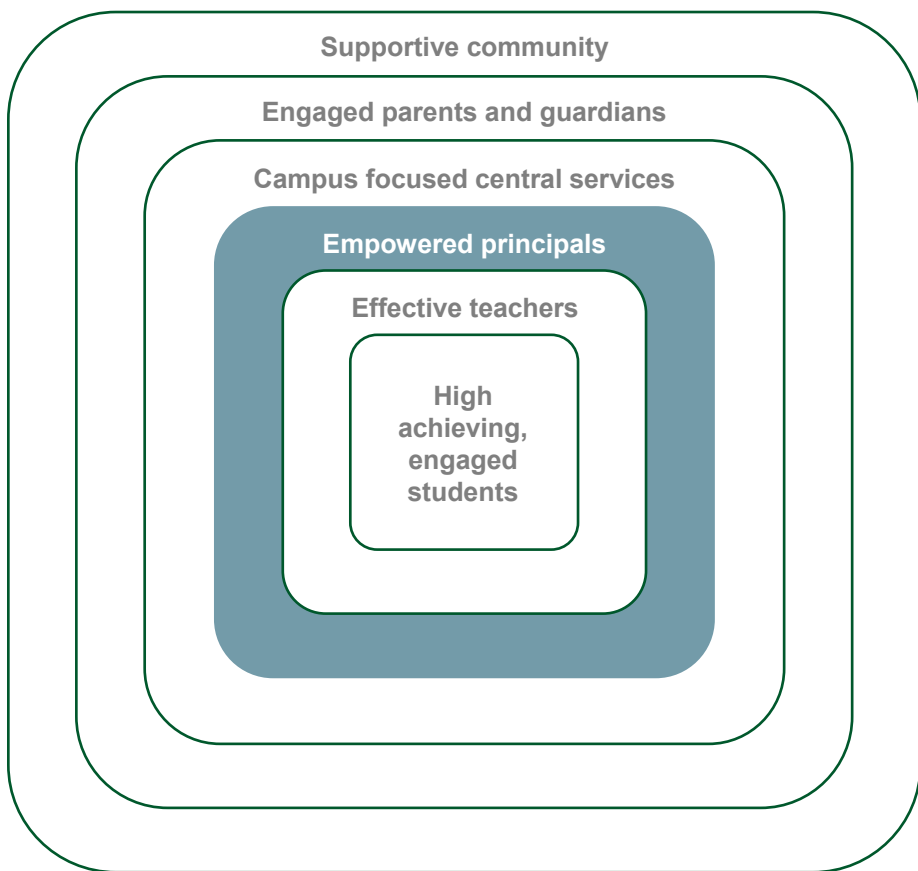 Supportive community
Engaged parents and guardians
Campus focused central services
Empowered principals
Effective teachers
High
achieving,
engaged
students